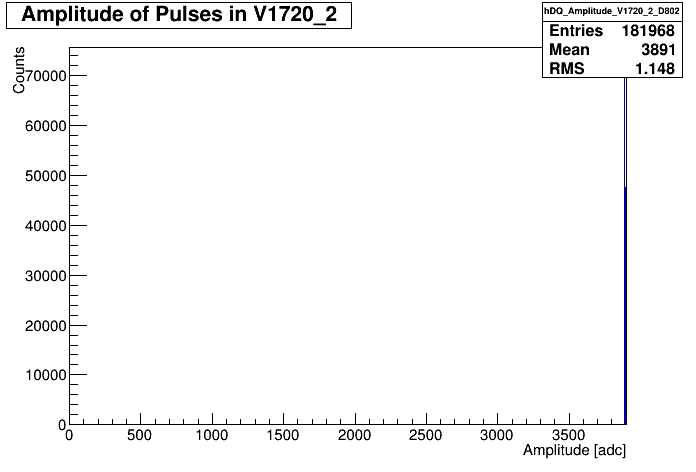 Amplitude of Pulses in V1720_2
hDQ_Amplitude_V1720_2_D802
Entries 181968
Mean 3891
RMS 1.148
Counts
70000
60000
50000
40000
30000
20000
10000
0
0 500 1000 1500 2000 2500 3000 3500
Amplitude [adc]